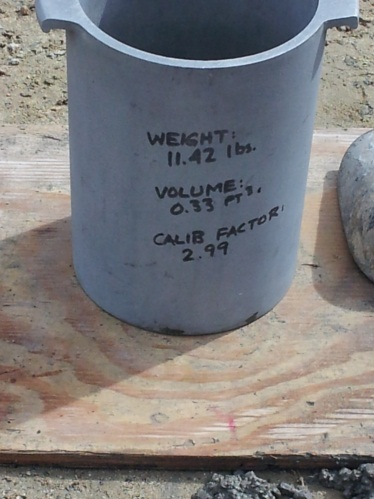 WEIGHT:
11.42 lbs.
VOLUME:
0.33 FT3.
CALIB FACTOR:
2.99